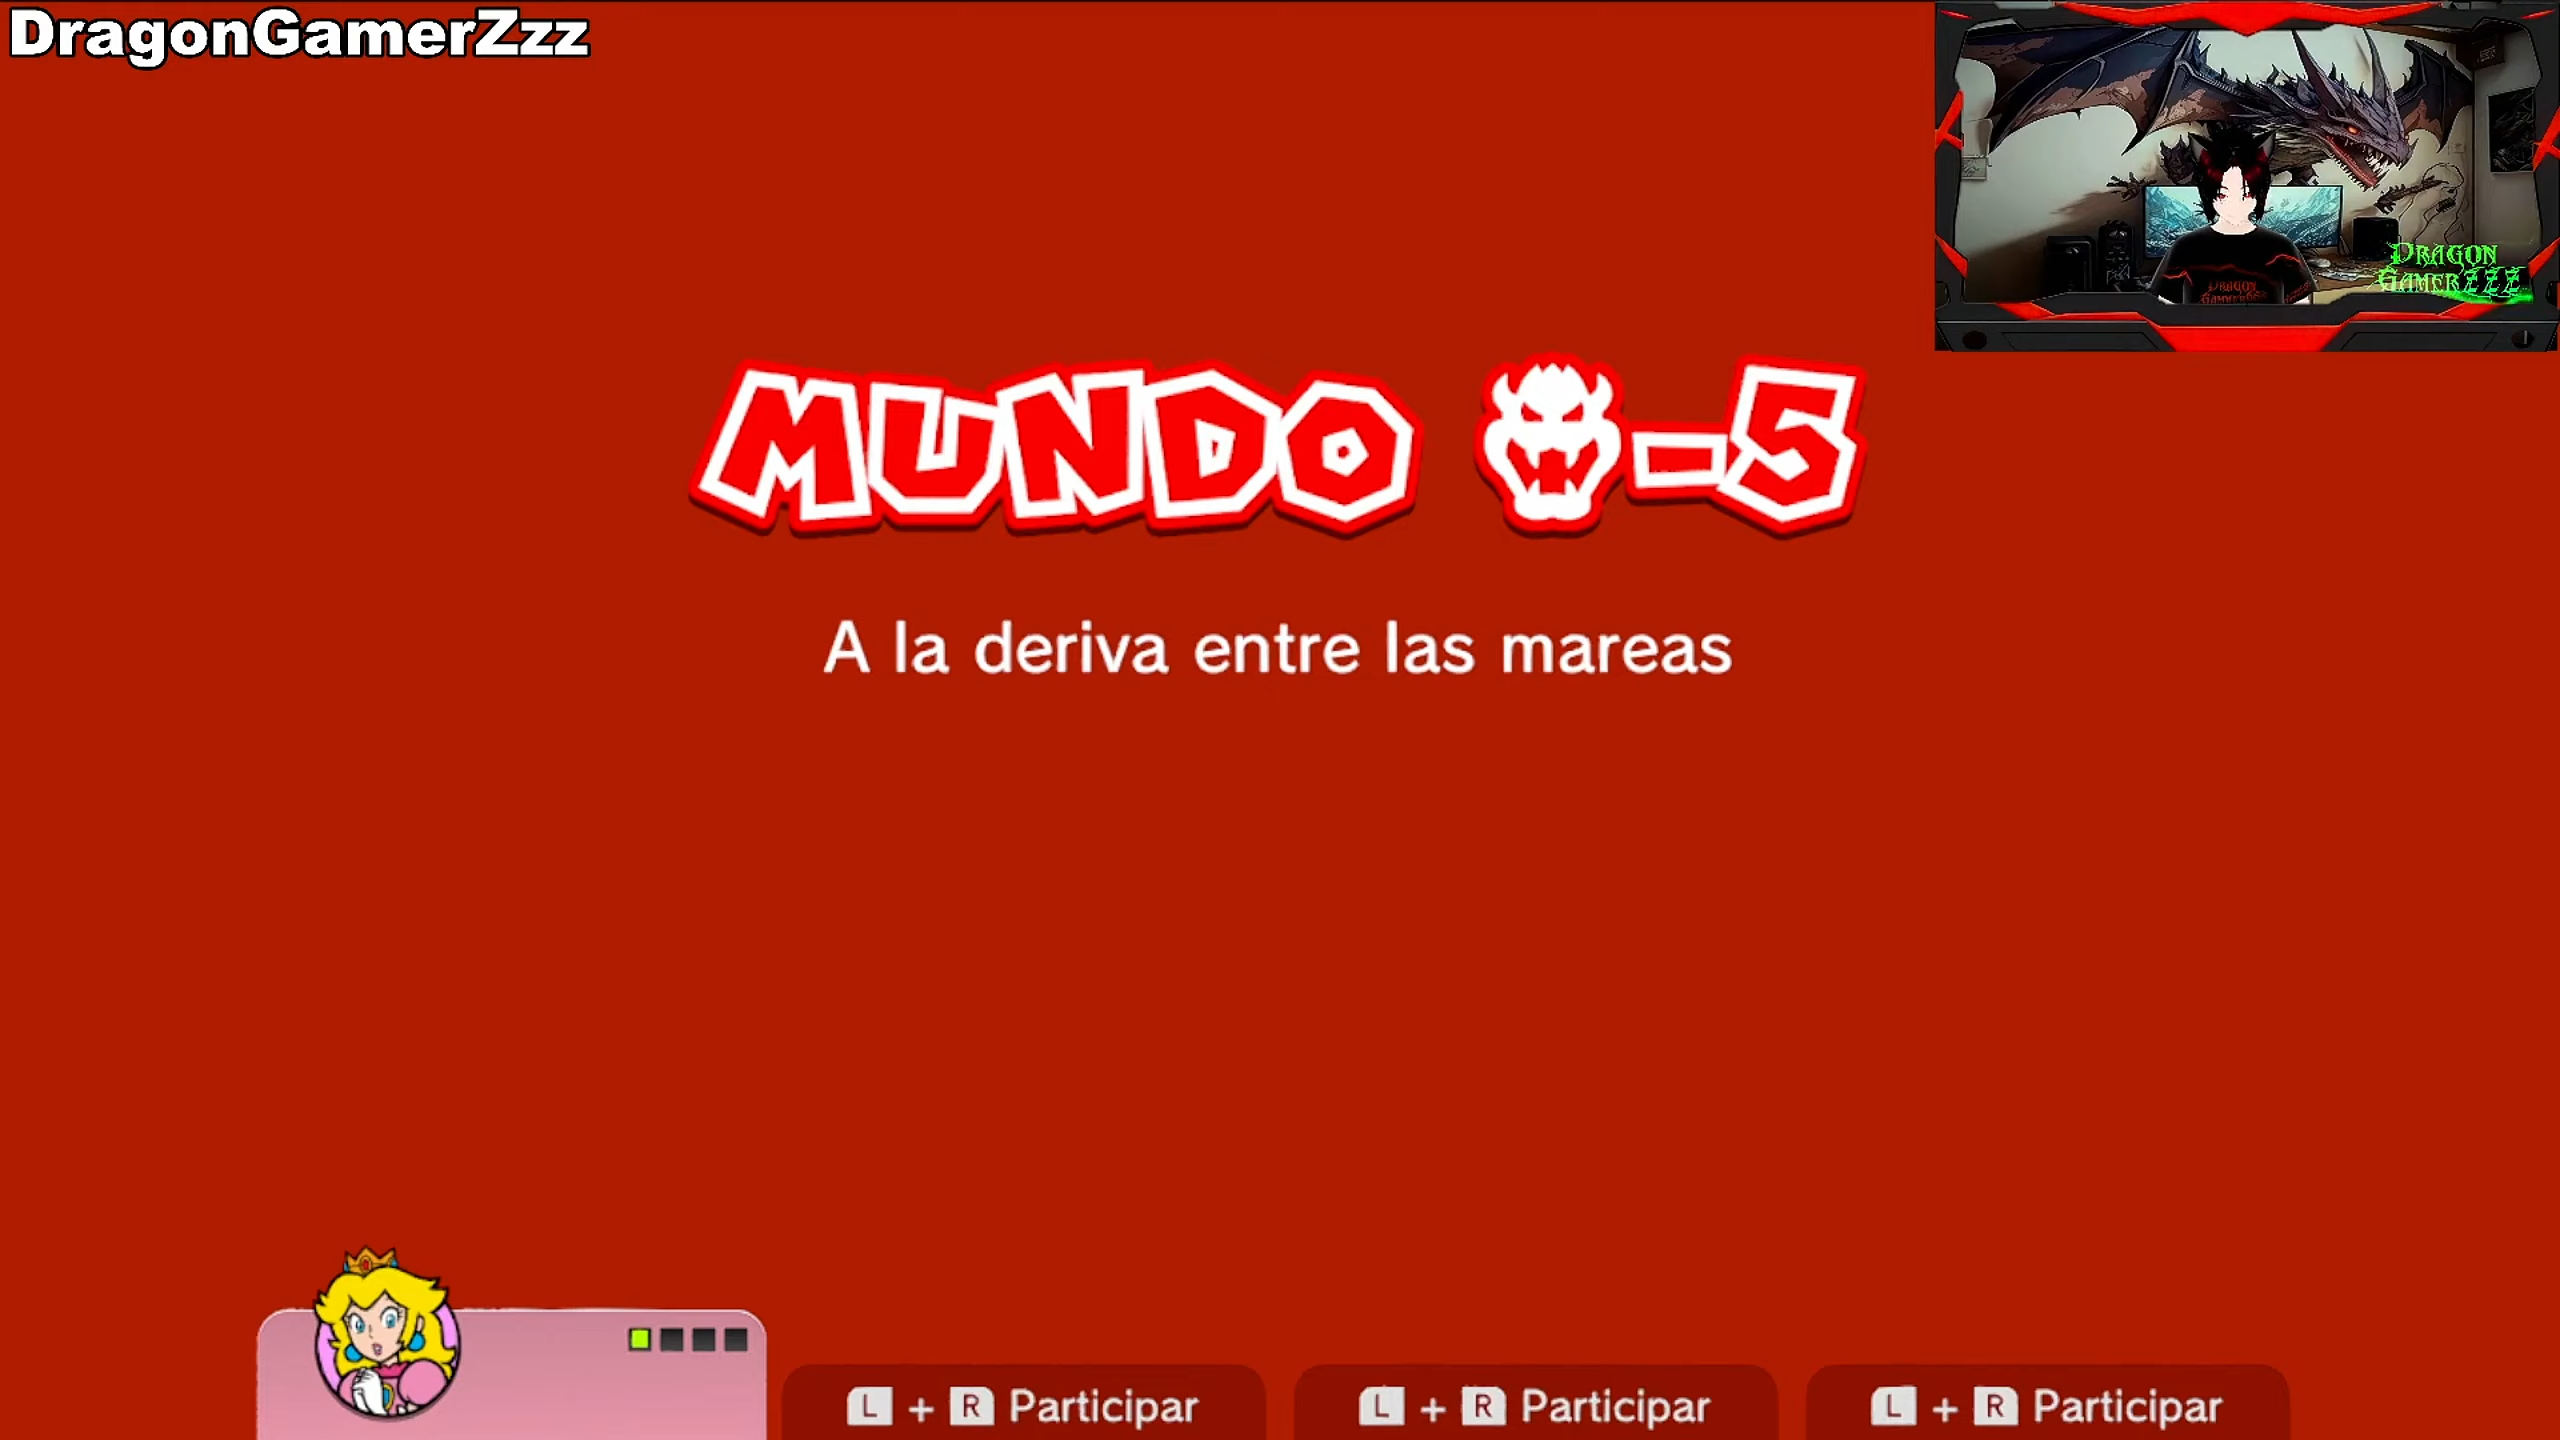 DragonGamerZzz
DRAGON
GAMERZZZ
MUNDO -5
A la deriva entre las mareas
L + R Participar
L + R Participar
L + R Participar